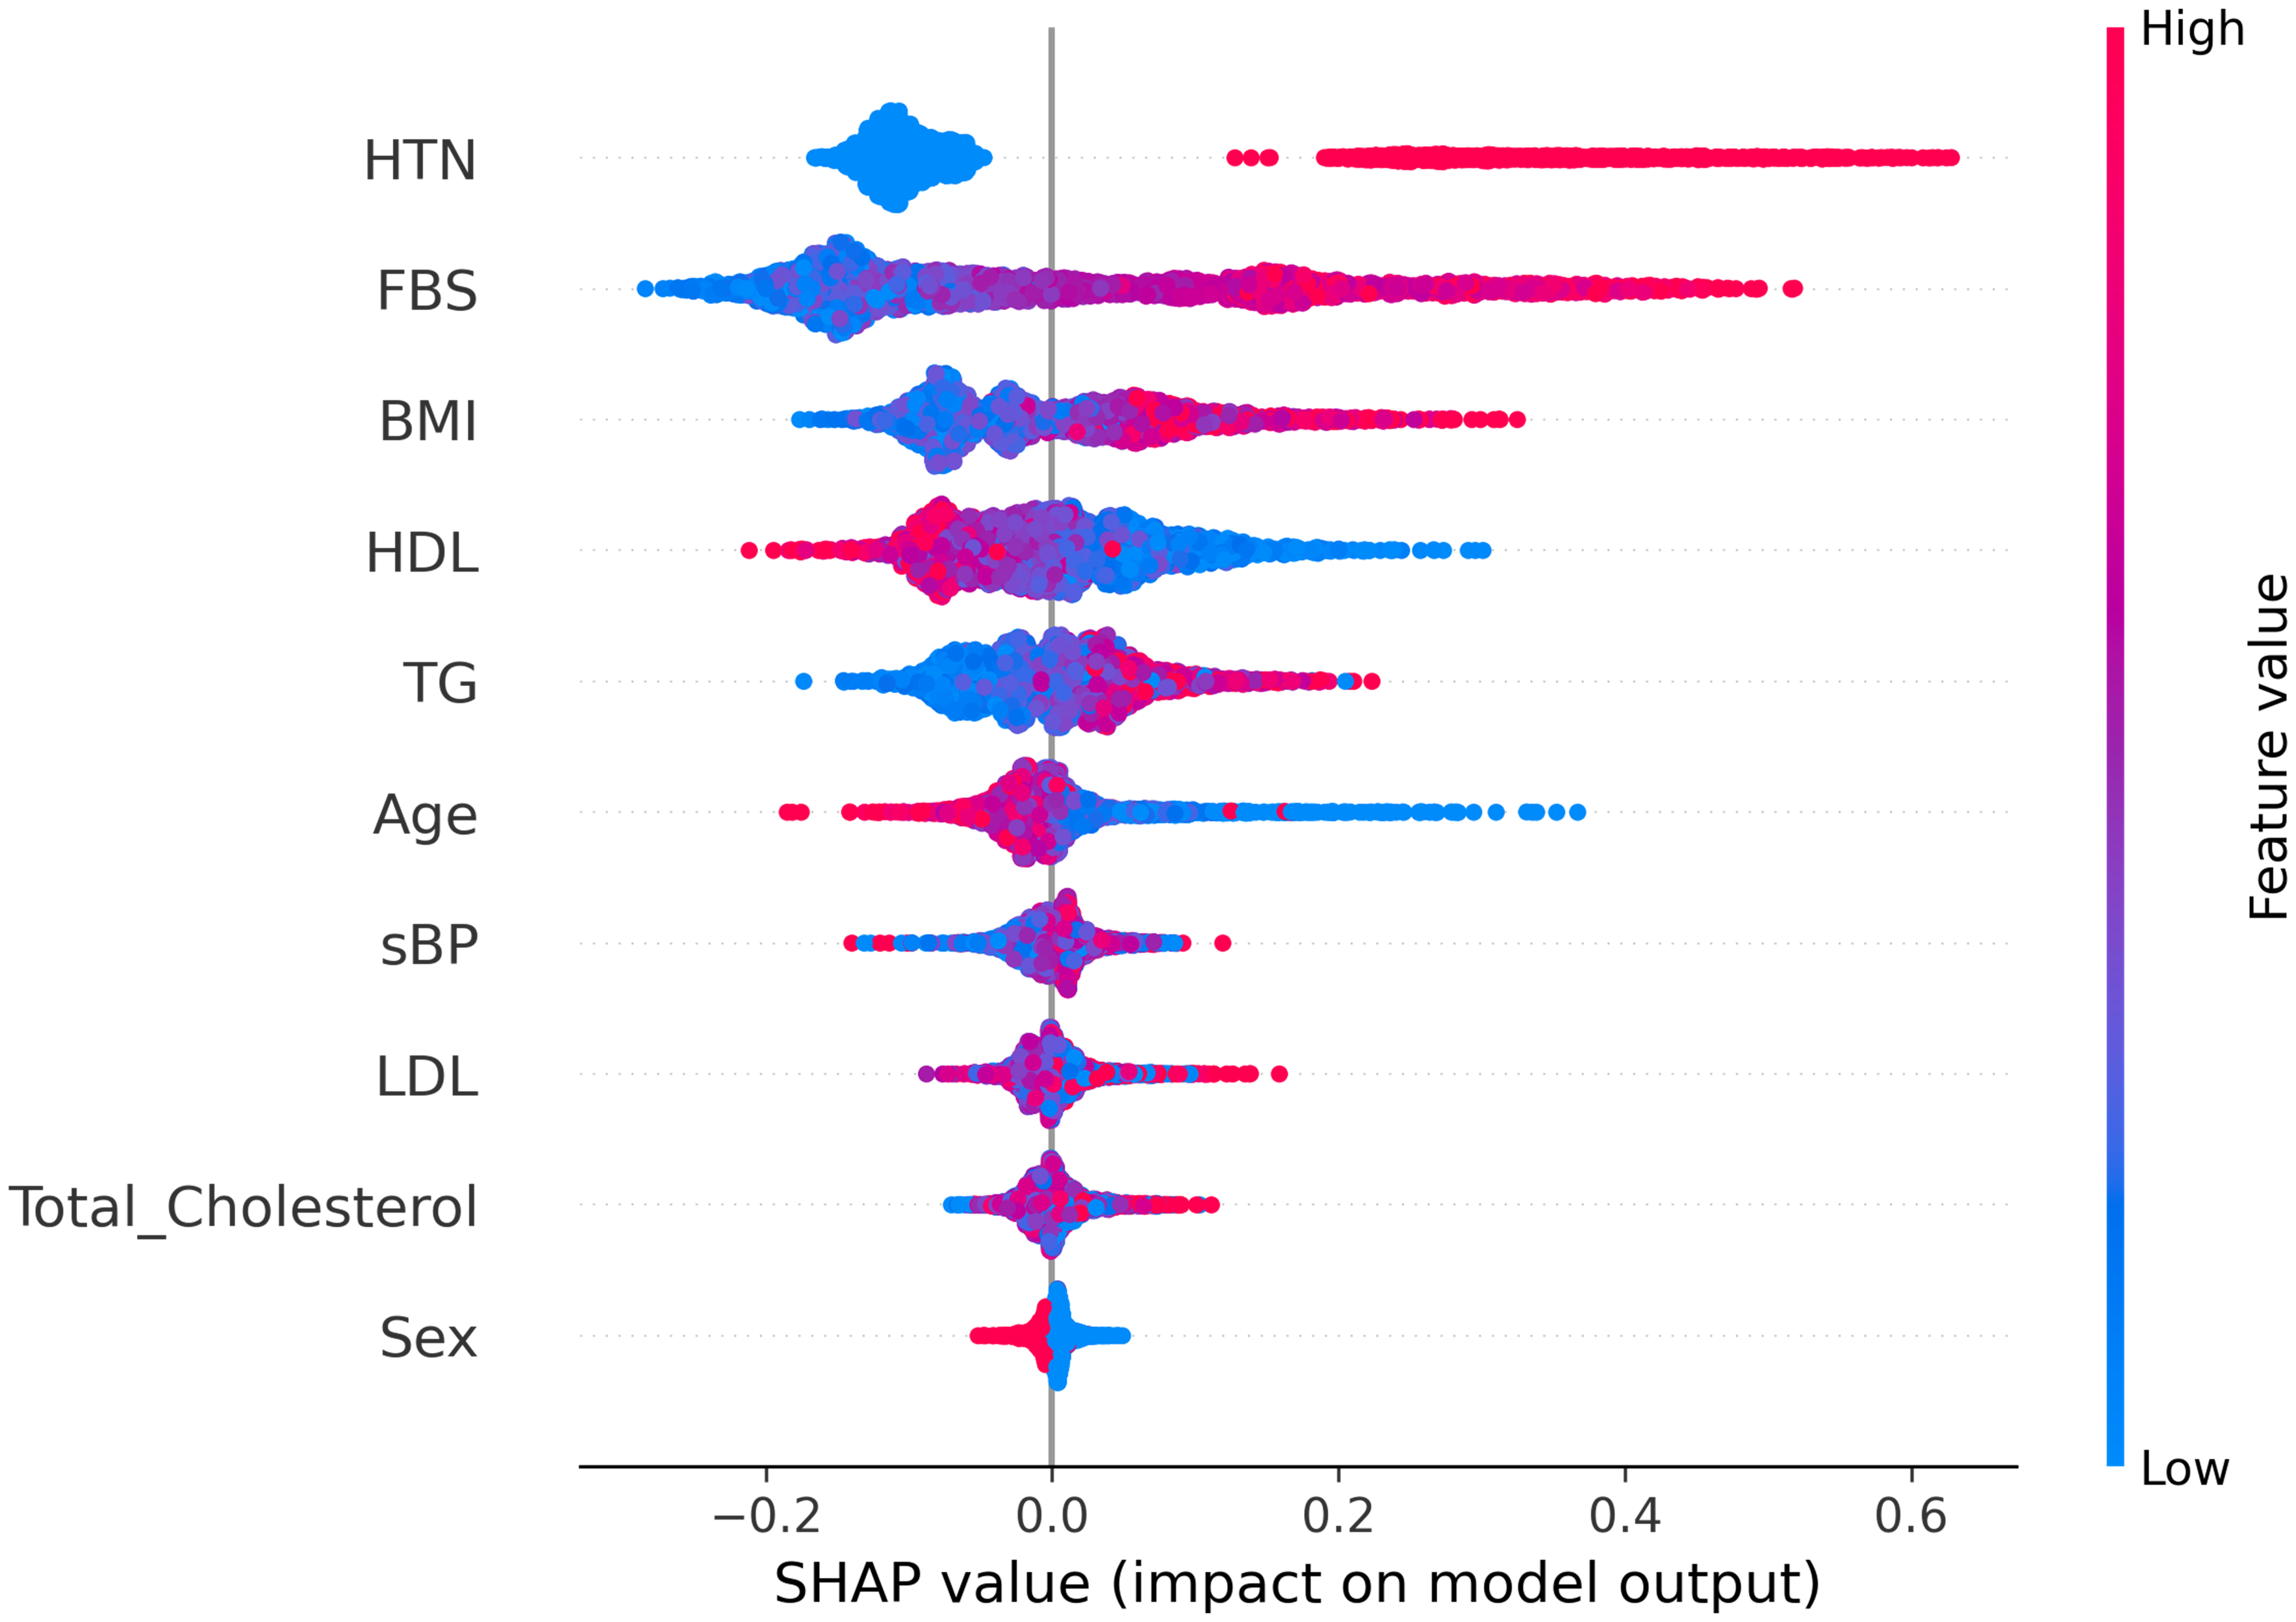 High
HTN
FBS
BMI
HDL
TG
Age
sBP
LDL
Total_Cholesterol
Sex
Feature value
Low
−0.2 0.0 0.2 0.4 0.6
SHAP value (impact on model output)